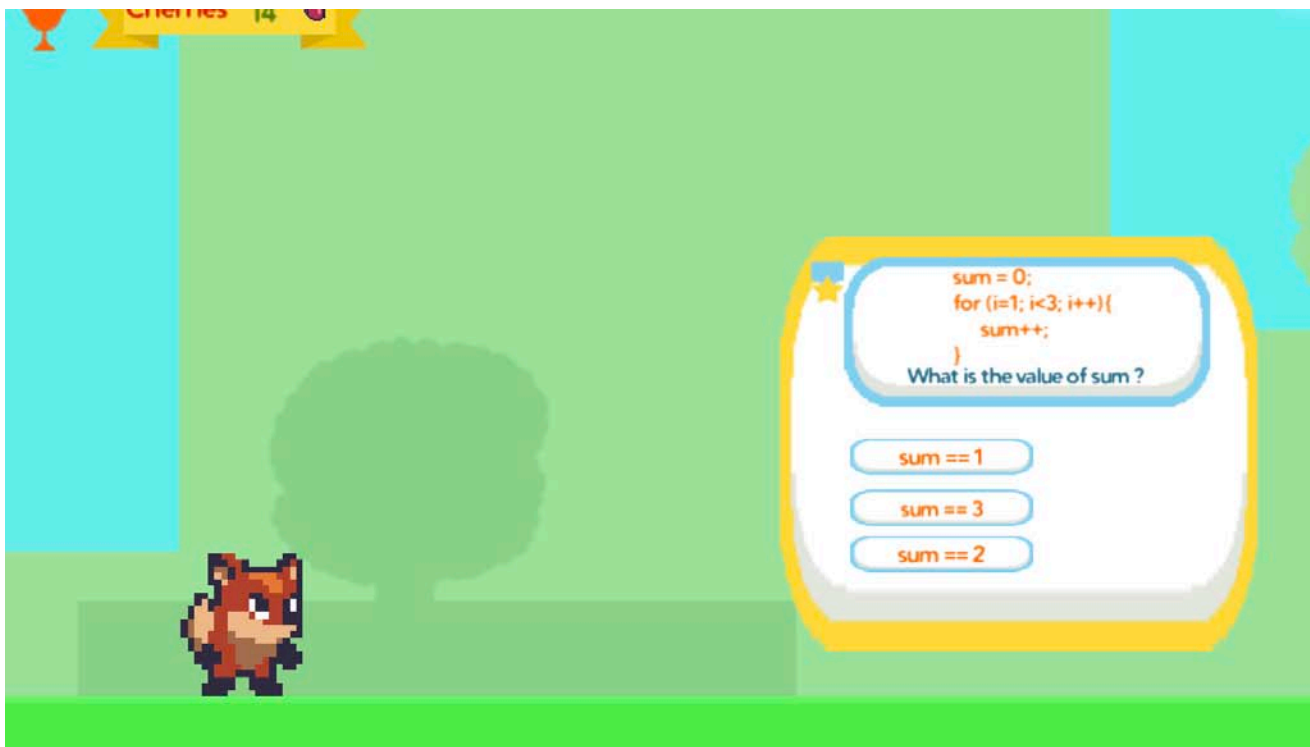 Cherries 14
sum = 0;
for (i=1; i<3; i++){
sum++;
}
What is the value of sum ?
sum == 1
sum == 3
sum == 2